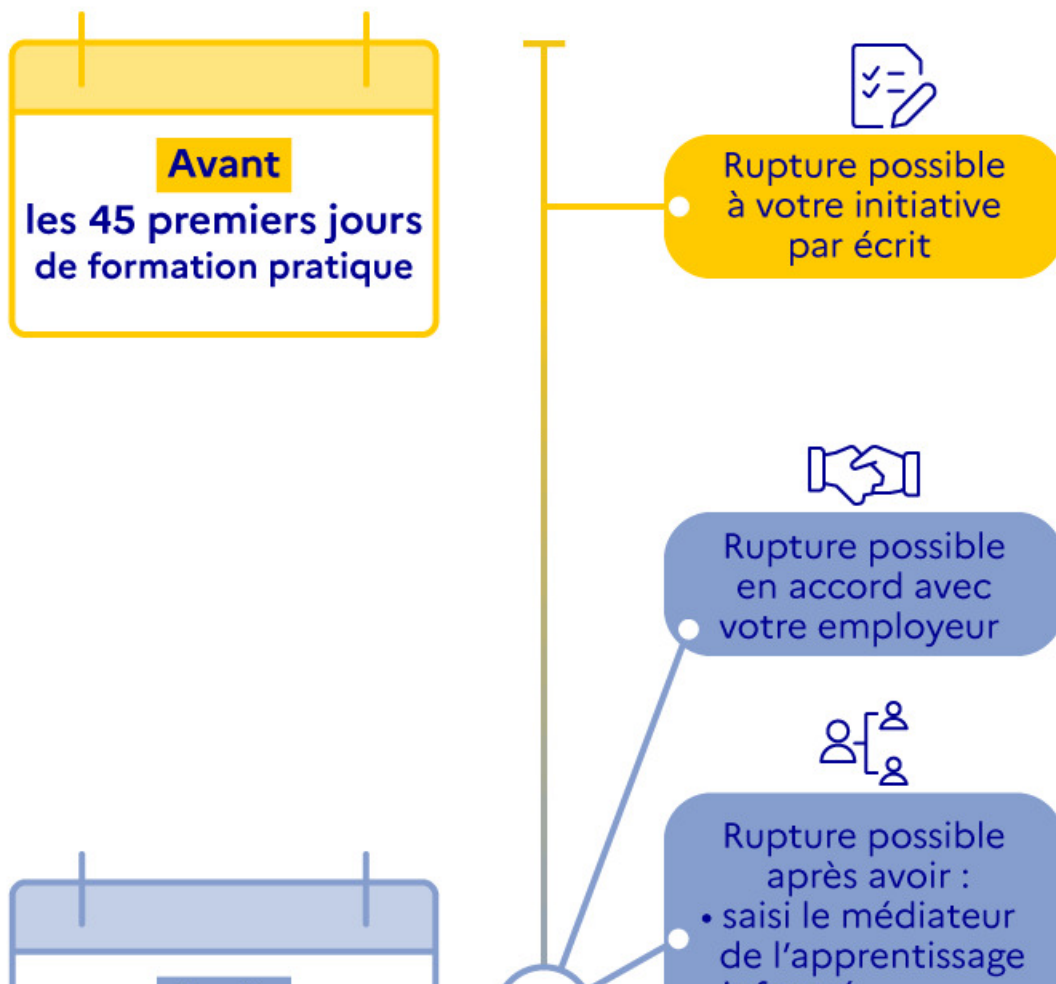 Avant
les 45 premiers jours
de formation pratique
Rupture possible
à votre initiative
par écrit
Rupture possible
en accord avec
votre employeur
Rupture possible
après avoir :
• saisi le médiateur
de l'apprentissage